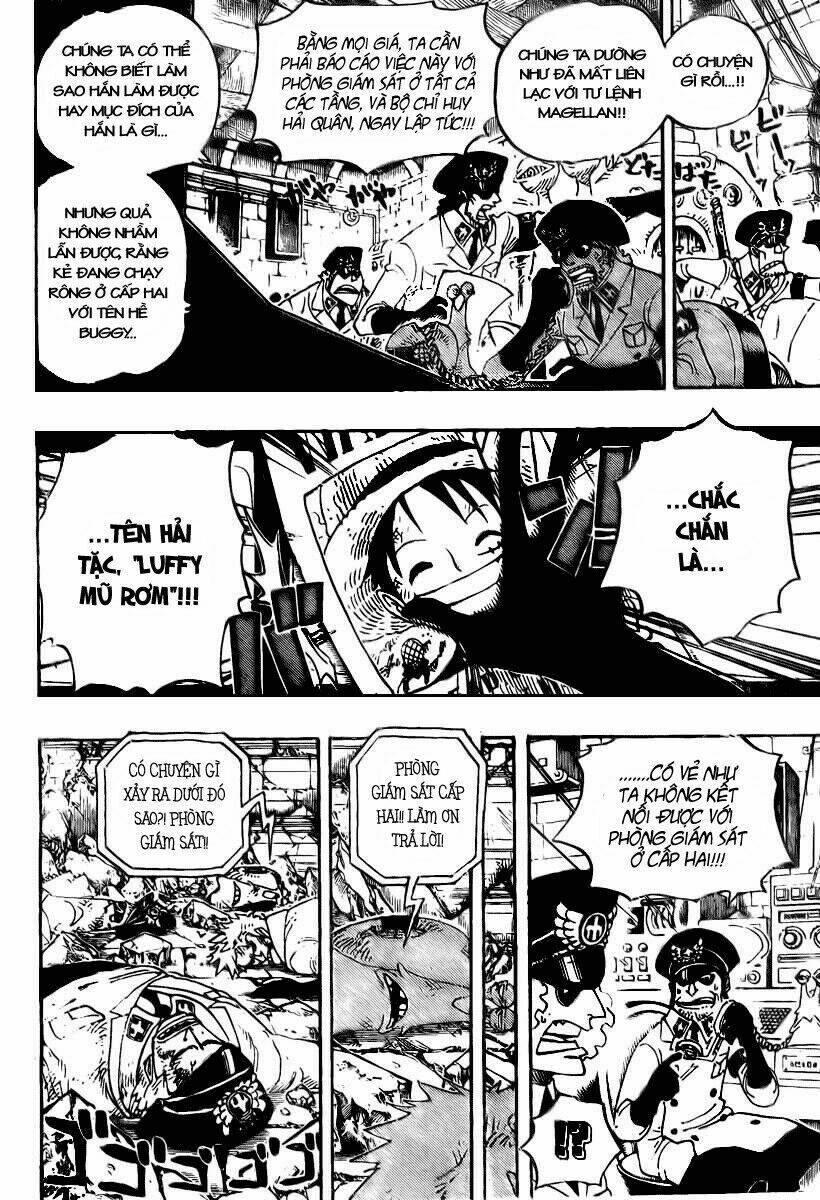 CÓ CHUYỆN
GÌ RỒI...!!
CHÚNG TA DƯỜNG
NHƯ ĐÃ MẤT LIÊN
LẠC VỚI TƯ LỆNH
MAGELLAN!!
BẰNG MỌI GIÁ, TA CẦN
PHẢI BÁO CÁO VIỆC NÀY VỚI
PHÒNG GIÁM SÁT Ở TẤT CẢ
CÁC TẦNG, VÀ BỘ CHỈ HUY
HẢI QUÂN, NGAY LẬP TỨC!!!
CHÚNG TA CÓ THỂ
KHÔNG BIẾT LÀM
SAO HẮN LÀM ĐƯỢC
HAY MỤC ĐÍCH CỦA
HẮN LÀ GÌ...
NHƯNG QUẢ
KHÔNG NHẦM
LẪN ĐƯỢC, RẰNG
KẺ ĐANG CHẠY
RÔNG Ở CẤP HAI
VỚI TÊN HỀ
BUGGY...
...CHẮC
CHẮN
LÀ...
...TÊN HẢI
TẶC, "LUFFY
MŨ RƠM"!!!
.......CÓ VẺ NHƯ
TA KHÔNG KẾT
NỐI ĐƯỢC VỚI
PHÒNG GIÁM SÁT
Ở CẤP HAI!!!
!?
PHÒNG
GIÁM SÁT CẤP
HAI!! LÀM ƠN
TRẢ LỜI!
CÓ CHUYỆN GÌ
XẢY RA DƯỚI ĐÓ
SAO?! PHÒNG
GIÁM SÁT!!
ゴゴゴゴゴ